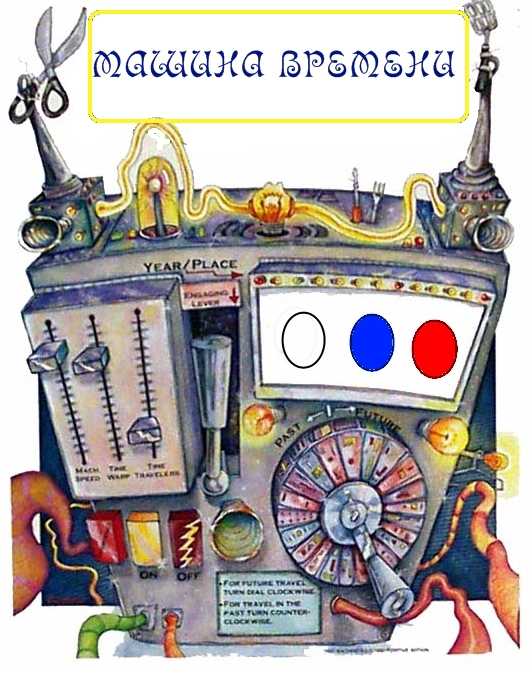 МАШИНА ВРЕМЕНИ
YEAR/PLACE
ENGAGING
LEVER
PAST
FUTURE
MACH
SPEED
TIME
WARP
TIME
TRAVELERS
ON
OFF
•FOR FUTURE TRAVEL
TURN DIAL CLOCKWISE.
•FOR TRAVEL IN THE
PAST TURN COUNTER-
CLOCKWISE.